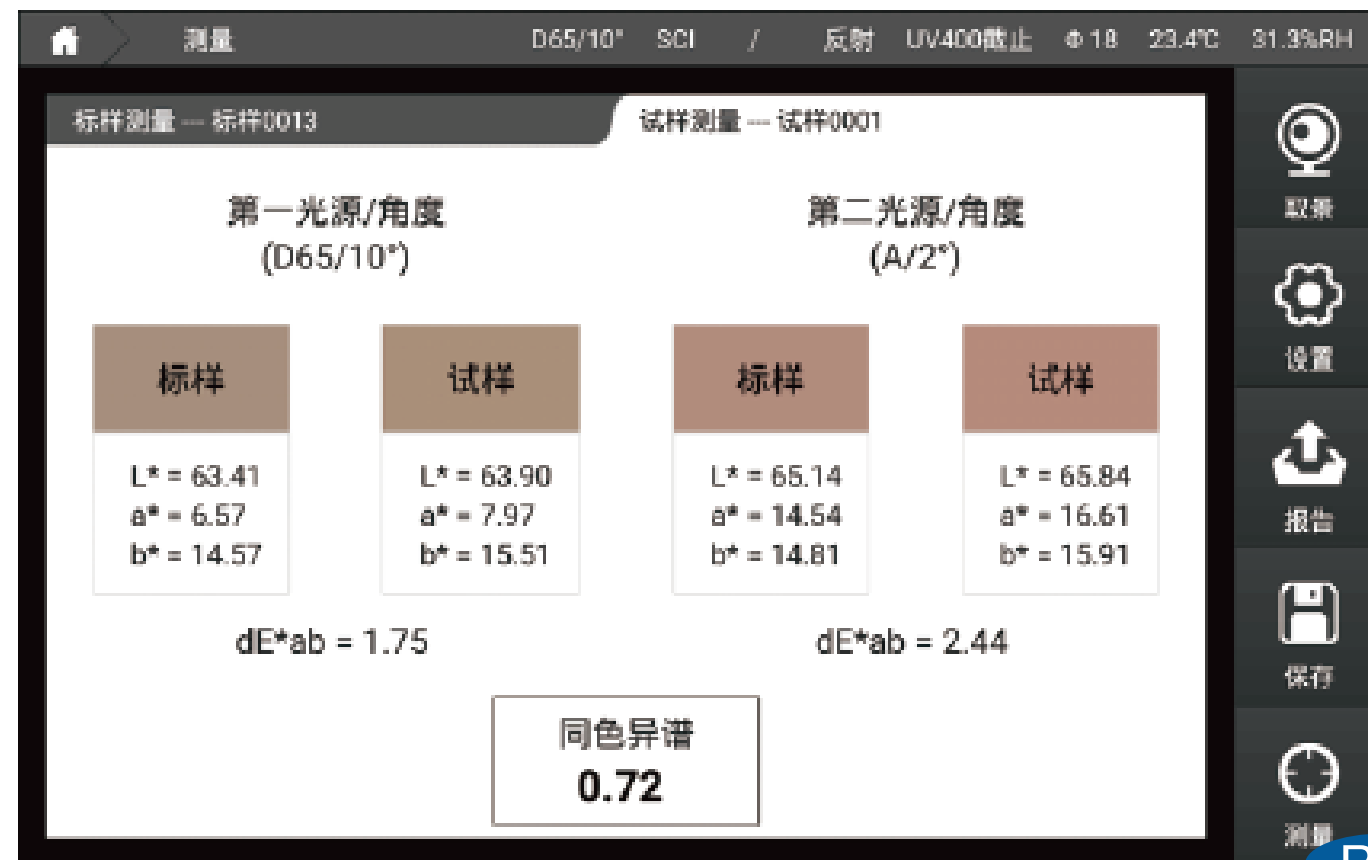 测量 D65/10° SCI / 反射 UV400截止 Φ18 23.4℃ 31.3%RH
标样测量 --- 标样0013
试样测量 --- 试样0001
第一光源/角度
(D65/10°)
第二光源/角度
(A/2°)
标样
L* = 63.41
a* = 6.57
b* = 14.57
试样
L* = 63.90
a* = 7.97
b* = 15.51
dE*ab = 1.75
标样
L* = 65.14
a* = 14.54
b* = 14.81
试样
L* = 65.84
a* = 16.61
b* = 15.91
dE*ab = 2.44
同色异谱
0.72
取景
设置
报告
保存
测量